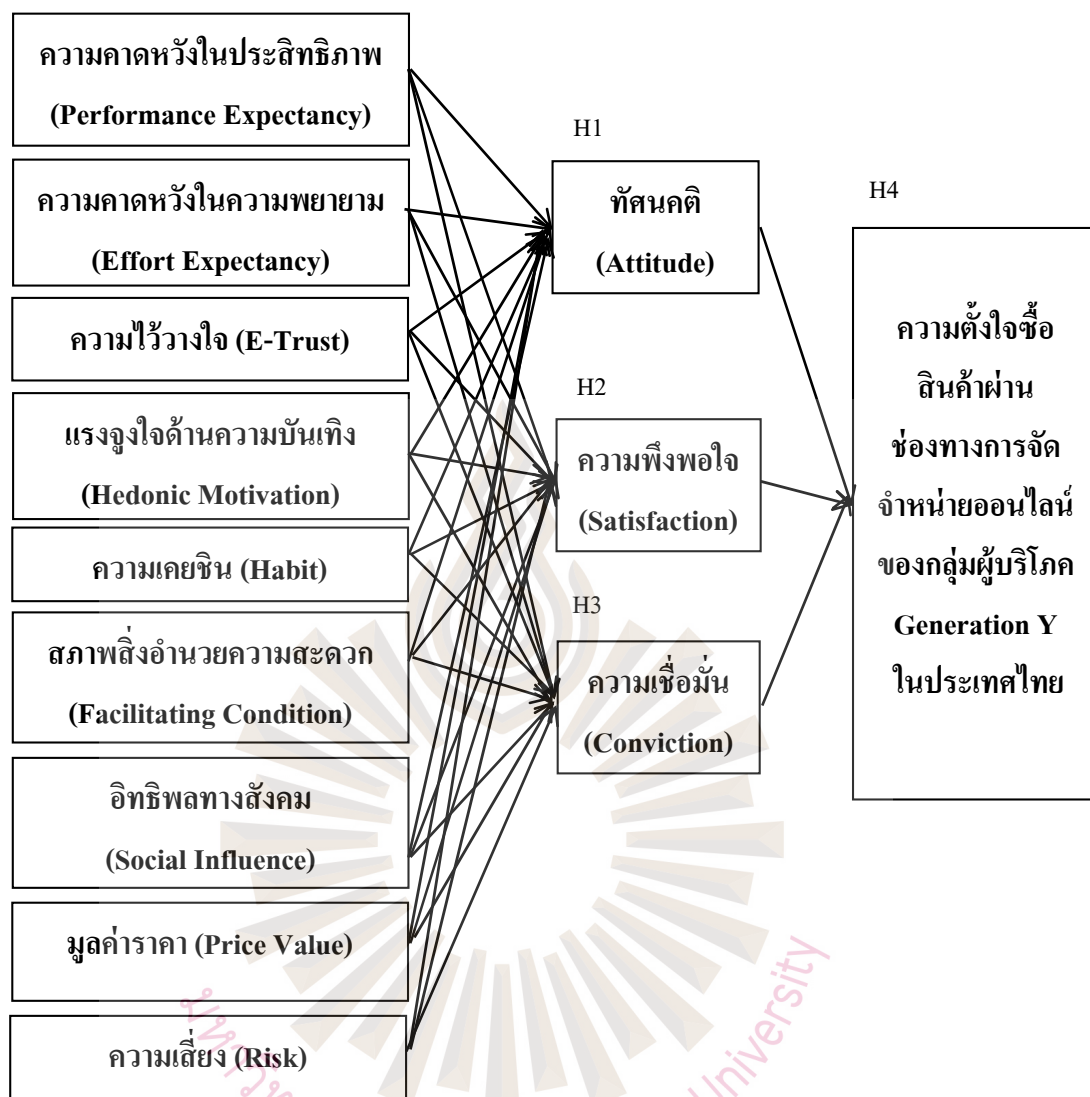 ความคาดหวังในประสิทธิภาพ
(Performance Expectancy)
ความคาดหวังในความพยายาม
(Effort Expectancy)
ความไว้วางใจ (E-Trust)
แรงจูงใจด้านความบันเทิง
(Hedonic Motivation)
ความเคยชิน (Habit)
สภาพสิ่งอำนวยความสะดวก
(Facilitating Condition)
อิทธิพลทางสังคม
(Social Influence)
มูลค่าราคา (Price Value)
ความเสี่ยง (Risk)
H1
ทัศนคติ
(Attitude)
H2
ความพึงพอใจ
(Satisfaction)
H3
ความเชื่อมั่น
(Conviction)
H4
ความตั้งใจซื้อ
สินค้าผ่าน
ช่องทางการจัด
จำหน่ายออนไลน์
ของกลุ่มผู้บริโภค
Generation Y
ในประเทศไทย
University